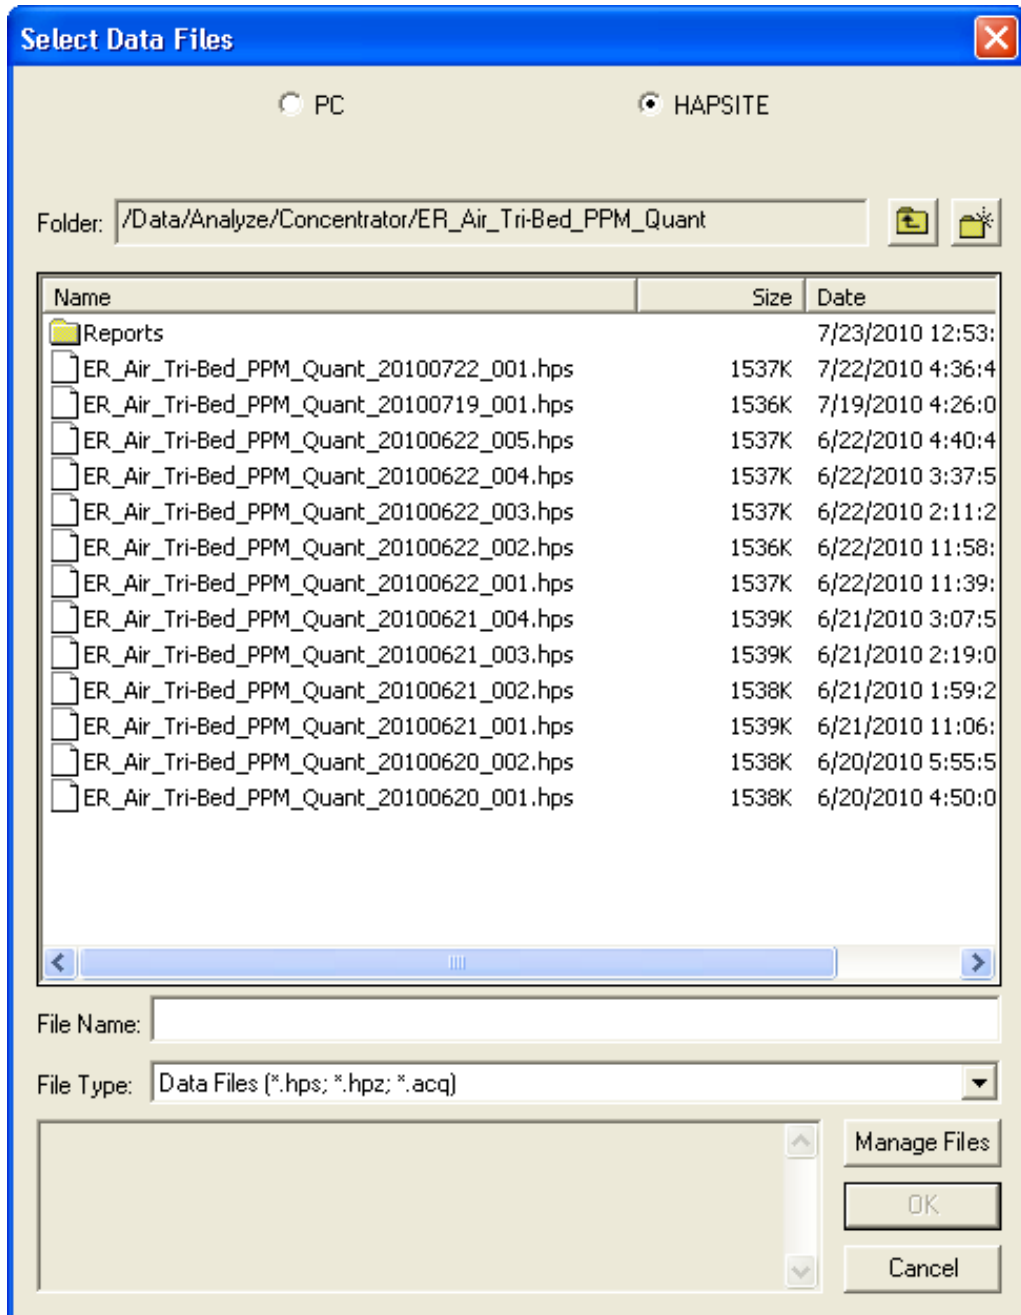 Select Data Files
PC HAPSITE
Folder: /Data/Analyze/Concentrator/ER_Air_Tri-Bed_PPM_Quant
Name Size Date
Reports 7/23/2010 12:53:
ER_Air_Tri-Bed_PPM_Quant_20100722_001.hps 1537K 7/22/2010 4:36:4
ER_Air_Tri-Bed_PPM_Quant_20100719_001.hps 1536K 7/19/2010 4:26:0
ER_Air_Tri-Bed_PPM_Quant_20100622_005.hps 1537K 6/22/2010 4:40:4
ER_Air_Tri-Bed_PPM_Quant_20100622_004.hps 1537K 6/22/2010 3:37:5
ER_Air_Tri-Bed_PPM_Quant_20100622_003.hps 1537K 6/22/2010 2:11:2
ER_Air_Tri-Bed_PPM_Quant_20100622_002.hps 1536K 6/22/2010 11:58:
ER_Air_Tri-Bed_PPM_Quant_20100622_001.hps 1537K 6/22/2010 11:39:
ER_Air_Tri-Bed_PPM_Quant_20100621_004.hps 1539K 6/21/2010 3:07:5
ER_Air_Tri-Bed_PPM_Quant_20100621_003.hps 1539K 6/21/2010 2:19:0
ER_Air_Tri-Bed_PPM_Quant_20100621_002.hps 1538K 6/21/2010 1:59:2
ER_Air_Tri-Bed_PPM_Quant_20100621_001.hps 1539K 6/21/2010 11:06:
ER_Air_Tri-Bed_PPM_Quant_20100620_002.hps 1538K 6/20/2010 5:55:5
ER_Air_Tri-Bed_PPM_Quant_20100620_001.hps 1538K 6/20/2010 4:50:0
File Name:
File Type: Data Files (*.hps; *.hpz; *.acq)
Manage Files
OK
Cancel